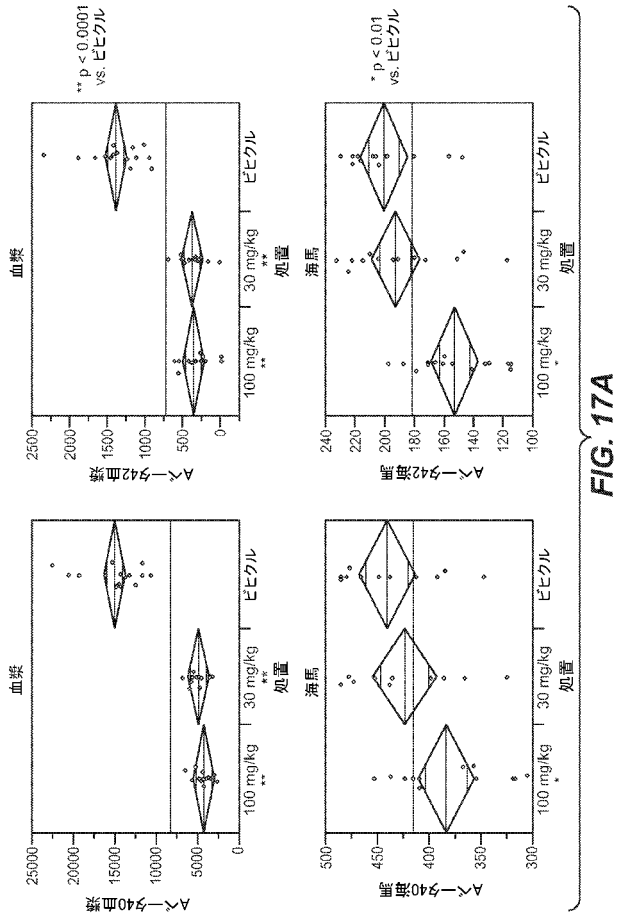 血漿
Aベータ40血漿
25000
20000
15000
10000
5000
0
100 mg/kg
30 mg/kg
ビヒクル
**
**
処置
血漿
Aベータ42血漿
2500
2000
1500
1000
500
0
100 mg/kg
30 mg/kg
ビヒクル
**
**
処置
** p < 0.0001
vs. ビヒクル
海馬
Aベータ40海馬
500
450
400
350
300
100 mg/kg
30 mg/kg
ビヒクル
*
処置
海馬
Aベータ42海馬
240
220
200
180
160
140
120
100
100 mg/kg
30 mg/kg
ビヒクル
*
処置
* p < 0.01
vs. ビヒクル
FIG. 17A